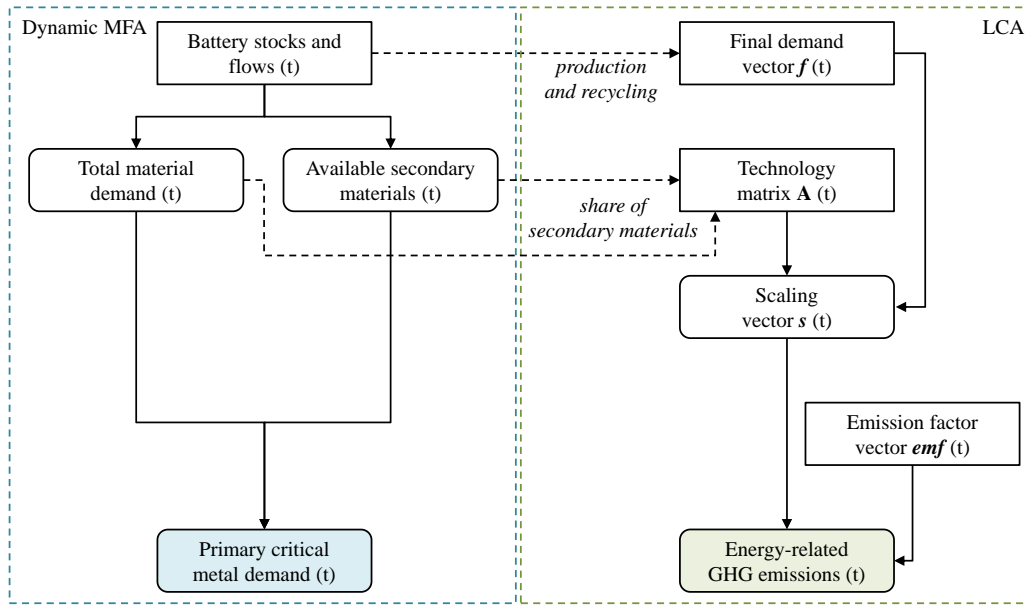 Dynamic MFA
Battery stocks and
flows (t)
production
and recycling
Final demand
vector f (t)
LCA
Total material
demand (t)
Available secondary
materials (t)
share of
secondary materials
Technology
matrix A (t)
Scaling
vector s (t)
Emission factor
vector emf (t)
Primary critical
metal demand (t)
Energy-related
GHG emissions (t)